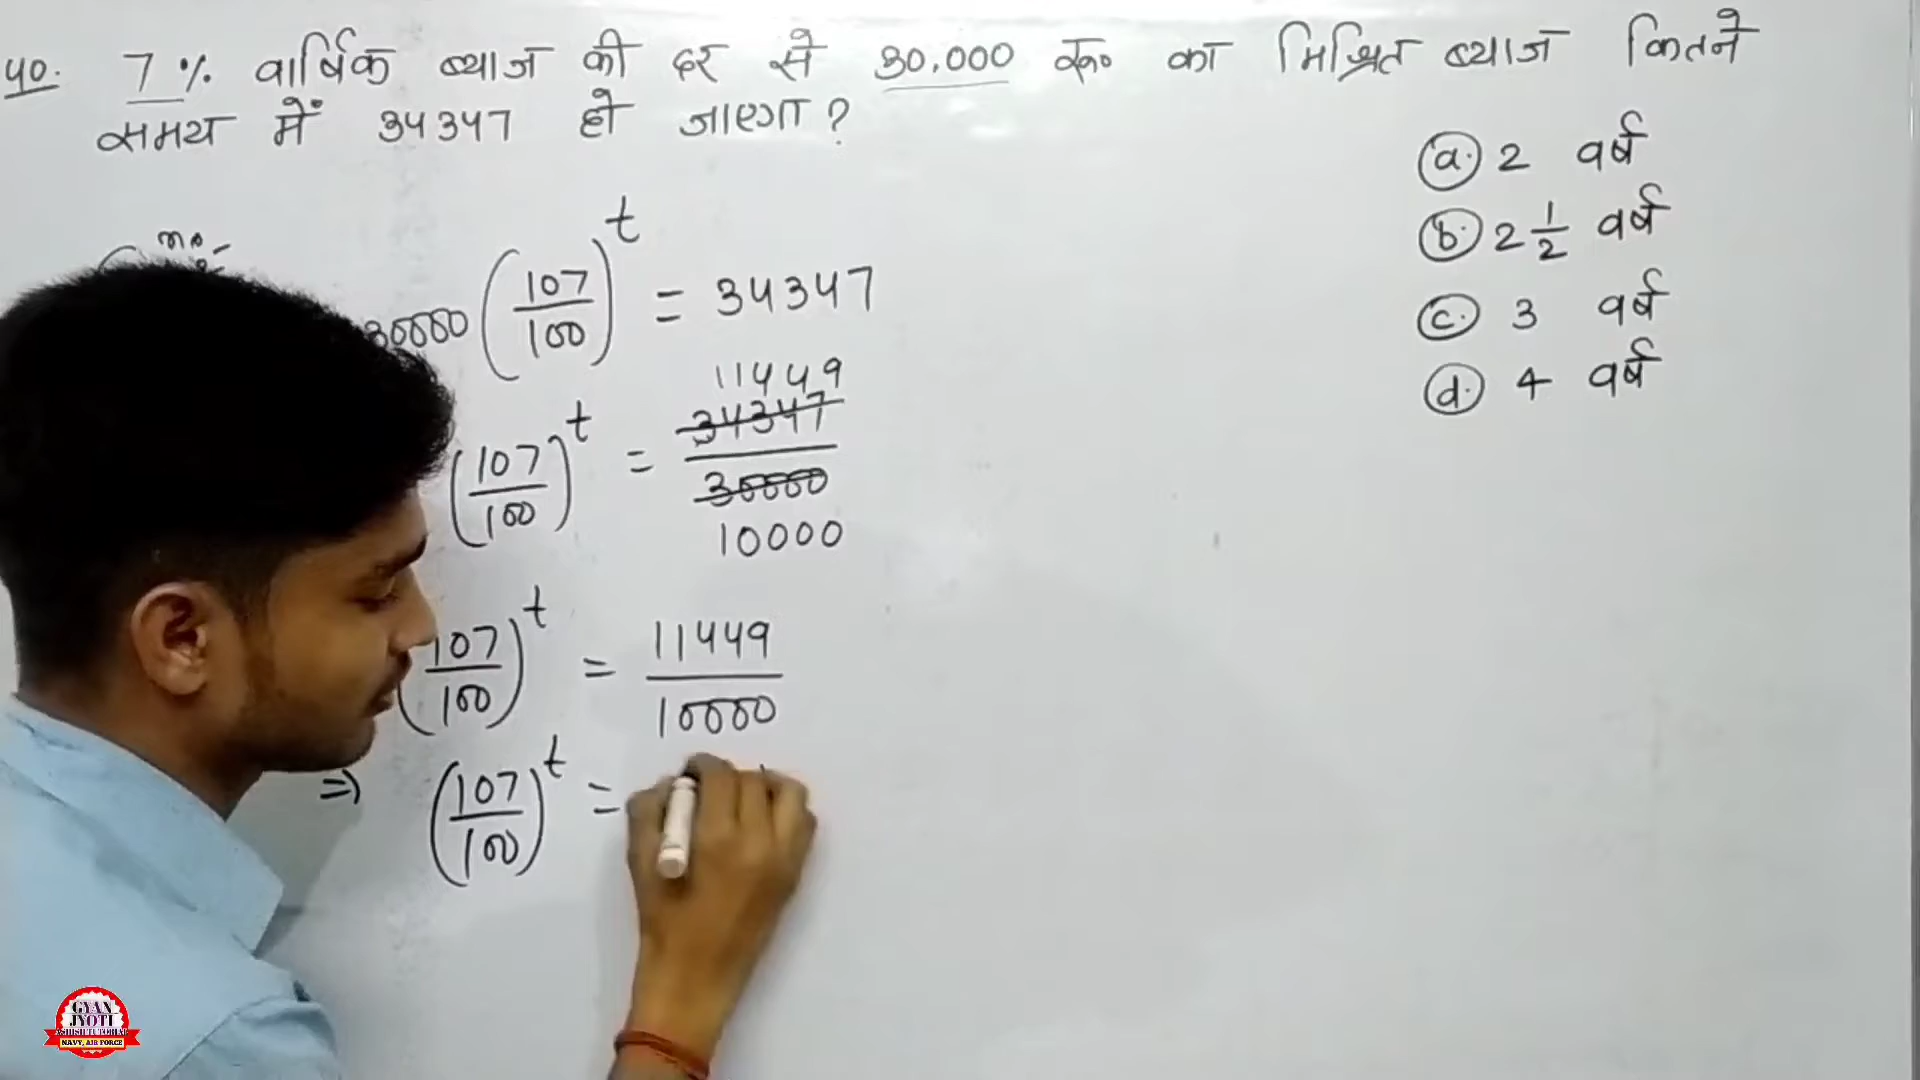 40. 7% वार्षिक ब्याज की दर से 30,000 रू० का मिश्रित ब्याज कितने
समय में 34347 हो जाएगा?
(a.) 2 वर्ष
(b.) 2 1/2 वर्ष
(c.) 3 वर्ष
(d.) 4 वर्ष
30000 (107/100)^t = 34347
11449
(107/100)^t = 34347/30000
10000
(107/100)^t = 11449/10000
⇒ (107/100)^t =
GYAN
JYOTI
NAVY, AIR FORCE